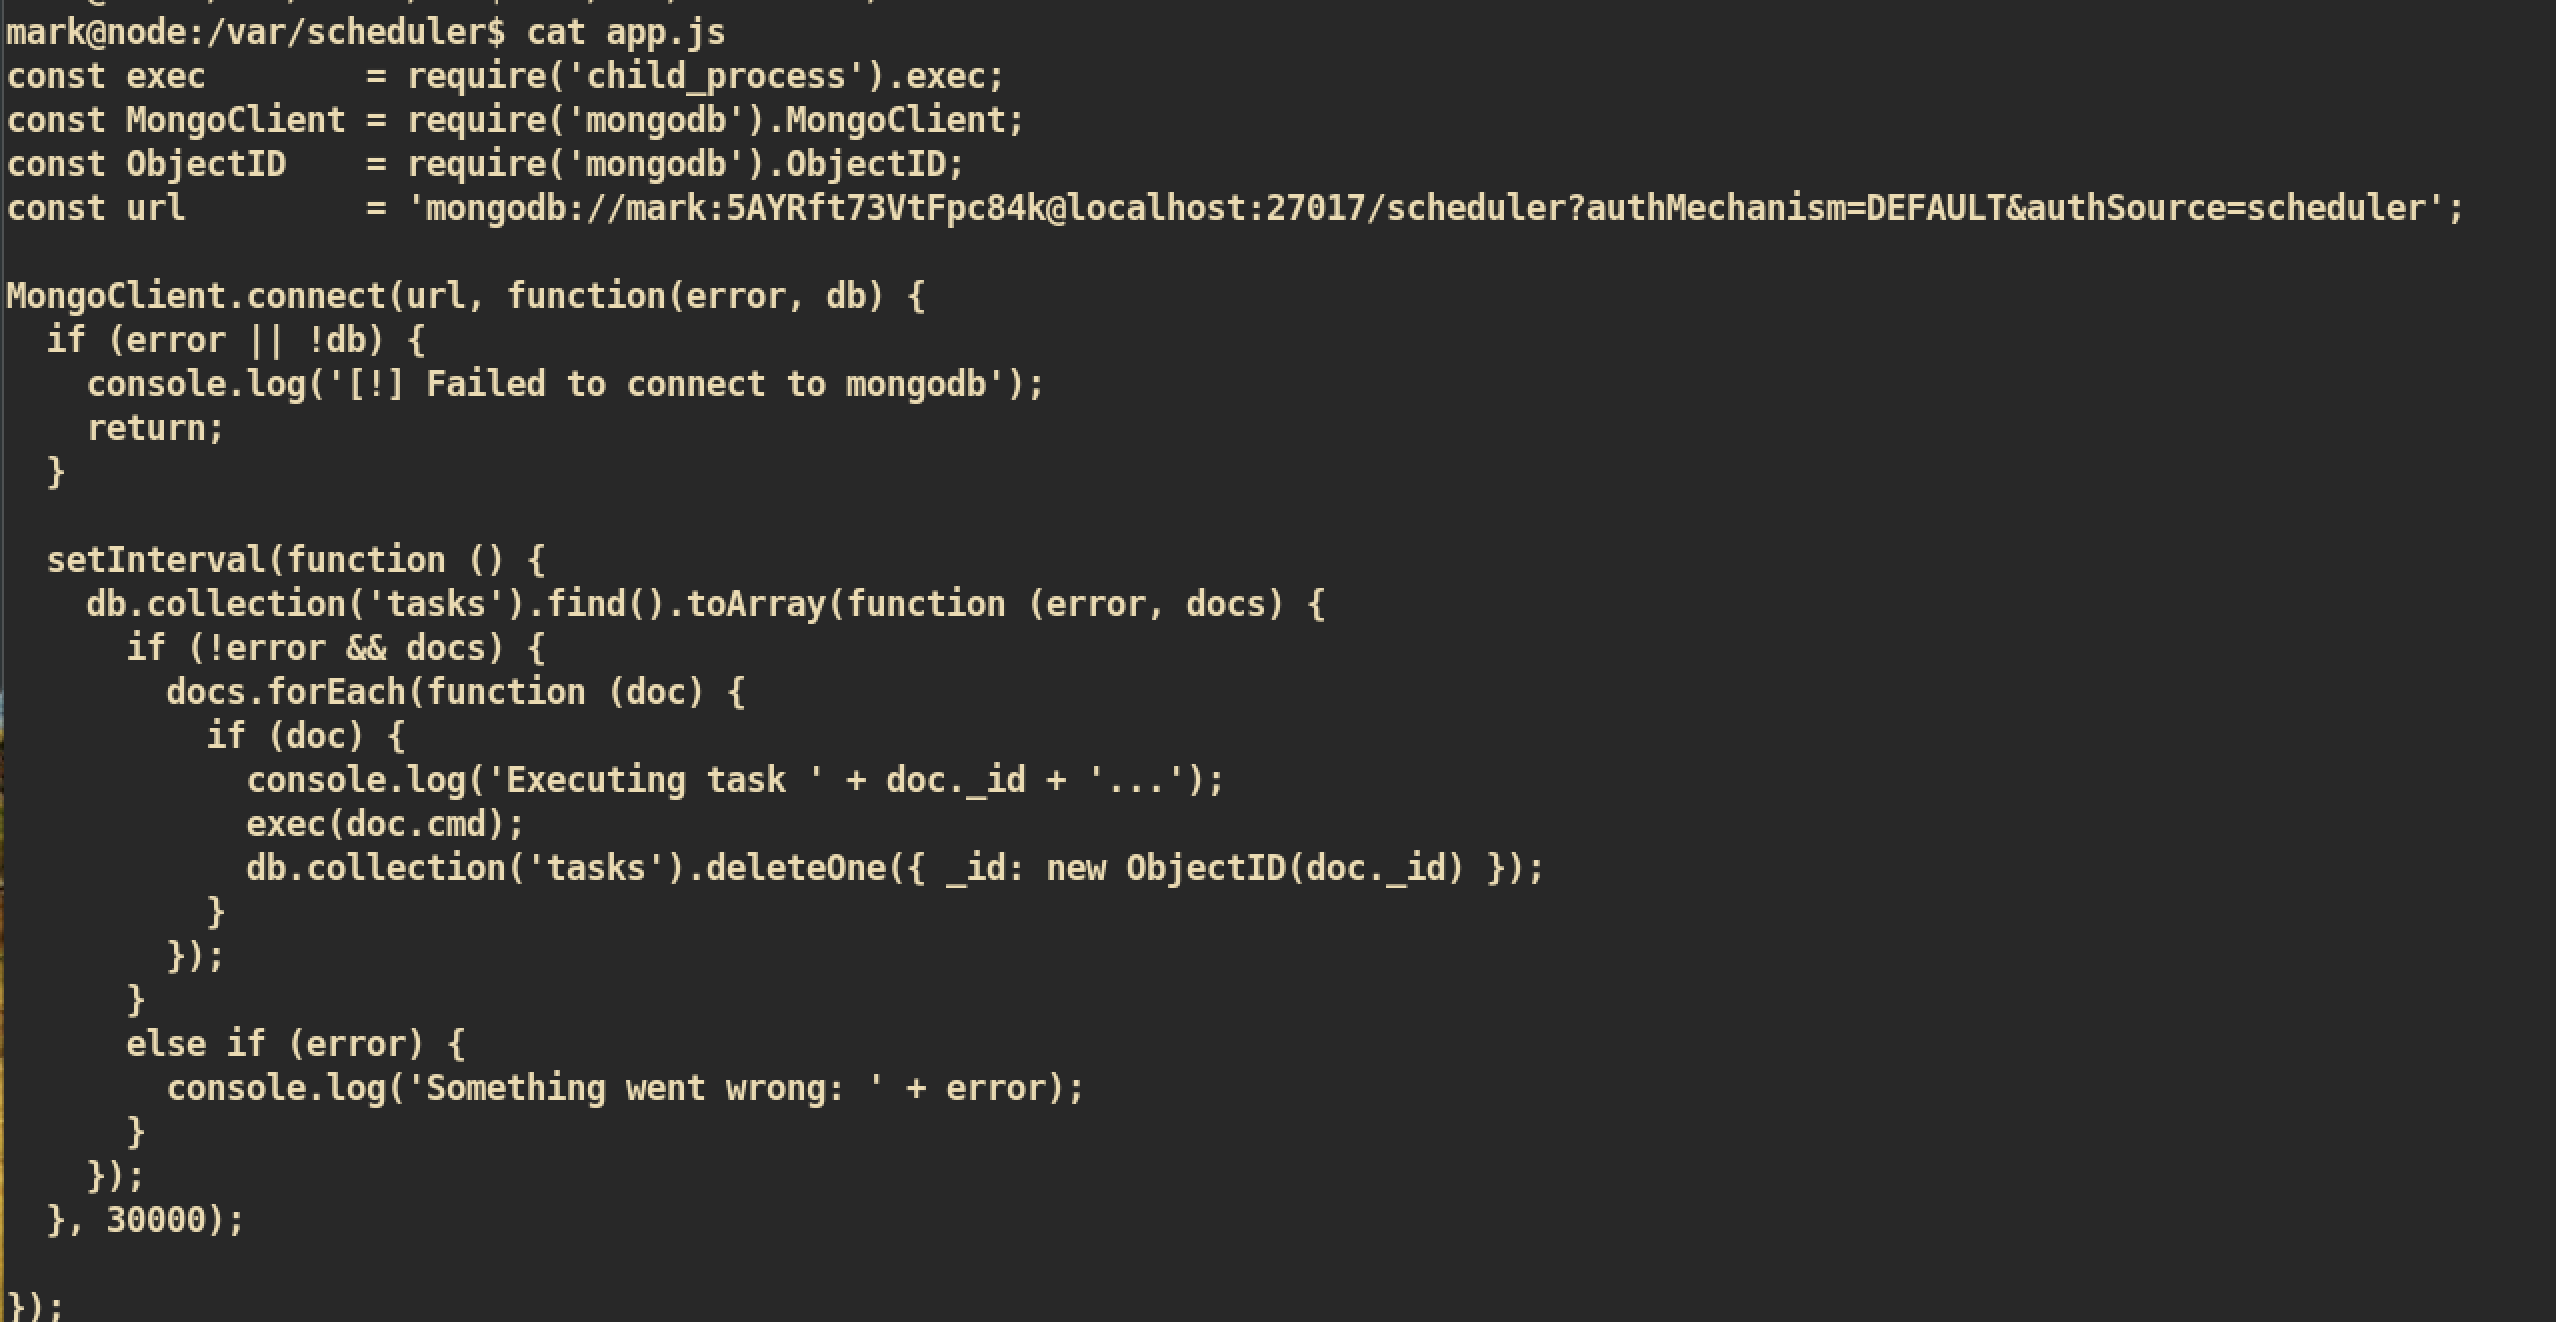 mark@node:/var/scheduler$ cat app.js
const exec        = require('child_process').exec;
const MongoClient = require('mongodb').MongoClient;
const ObjectID    = require('mongodb').ObjectID;
const url         = 'mongodb://mark:5AYRft73VtFpc84k@localhost:27017/scheduler?authMechanism=DEFAULT&authSource=scheduler';

MongoClient.connect(url, function(error, db) {
  if (error || !db) {
    console.log('[!] Failed to connect to mongodb');
    return;
  }

  setInterval(function () {
    db.collection('tasks').find().toArray(function (error, docs) {
      if (!error && docs) {
        docs.forEach(function (doc) {
          if (doc) {
            console.log('Executing task ' + doc._id + '...');
            exec(doc.cmd);
            db.collection('tasks').deleteOne({ _id: new ObjectID(doc._id) });
          }
        });
      }
      else if (error) {
        console.log('Something went wrong: ' + error);
      }
    });
  }, 30000);

});